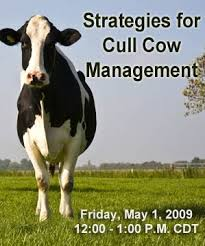 Strategies for
Cull Cow
Management
Friday, May 1, 2009
12:00 - 1:00 P.M. CDT